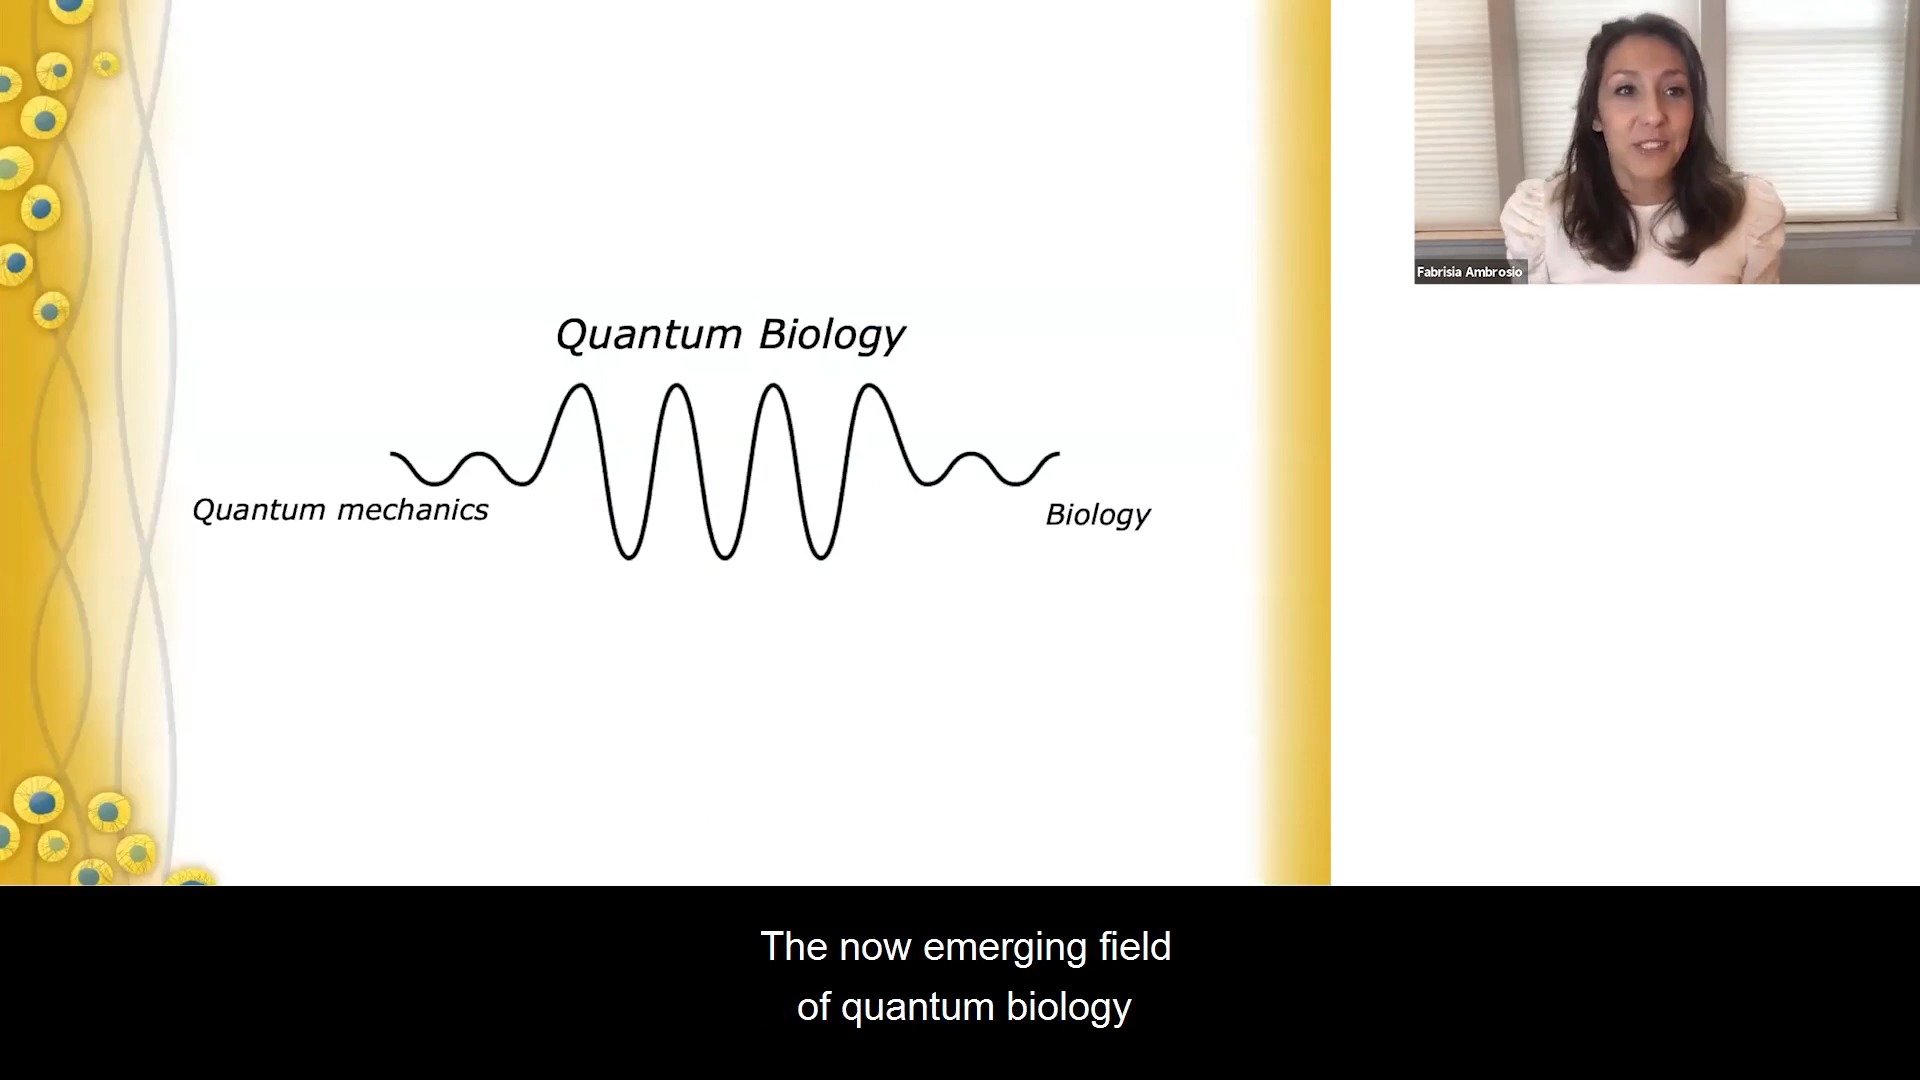 Quantum Biology
Quantum mechanics
Biology
Fabrisia Ambrosio
The now emerging field
of quantum biology